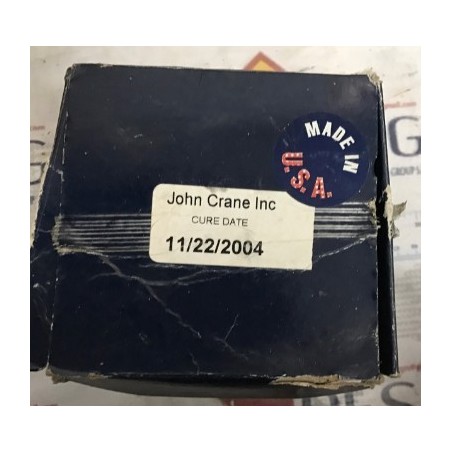 MADE IN
U.S.A.
John Crane Inc
CURE DATE
11/22/2004